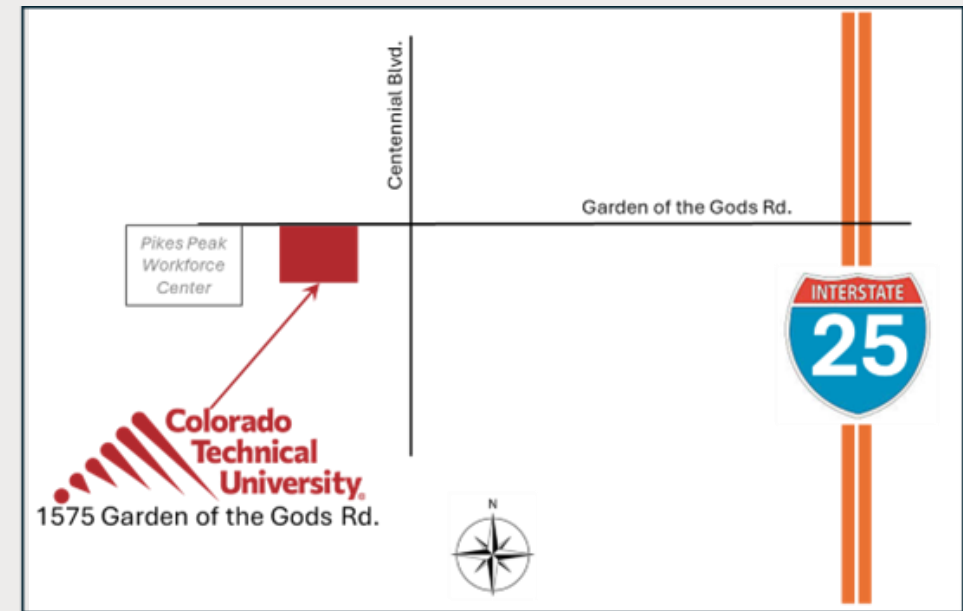 Centennial Blvd.
Garden of the Gods Rd.
Pikes Peak
Workforce
Center
INTERSTATE
25
Colorado
Technical
University®
1575 Garden of the Gods Rd.
N